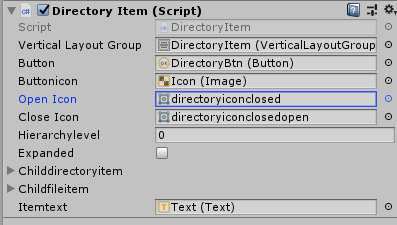 Directory Item (Script)
Script DirectoryItem
Vertical Layout Group DirectoryItem (VerticalLayoutGroup
Button DirectoryBtn (Button)
Buttonicon Icon (Image)
Open Icon directoryiconclosed
Close Icon directoryiconclosedopen
Hierarchylevel 0
Expanded
Childdirectoryitem
Childfileitem
Itemtext Text (Text)